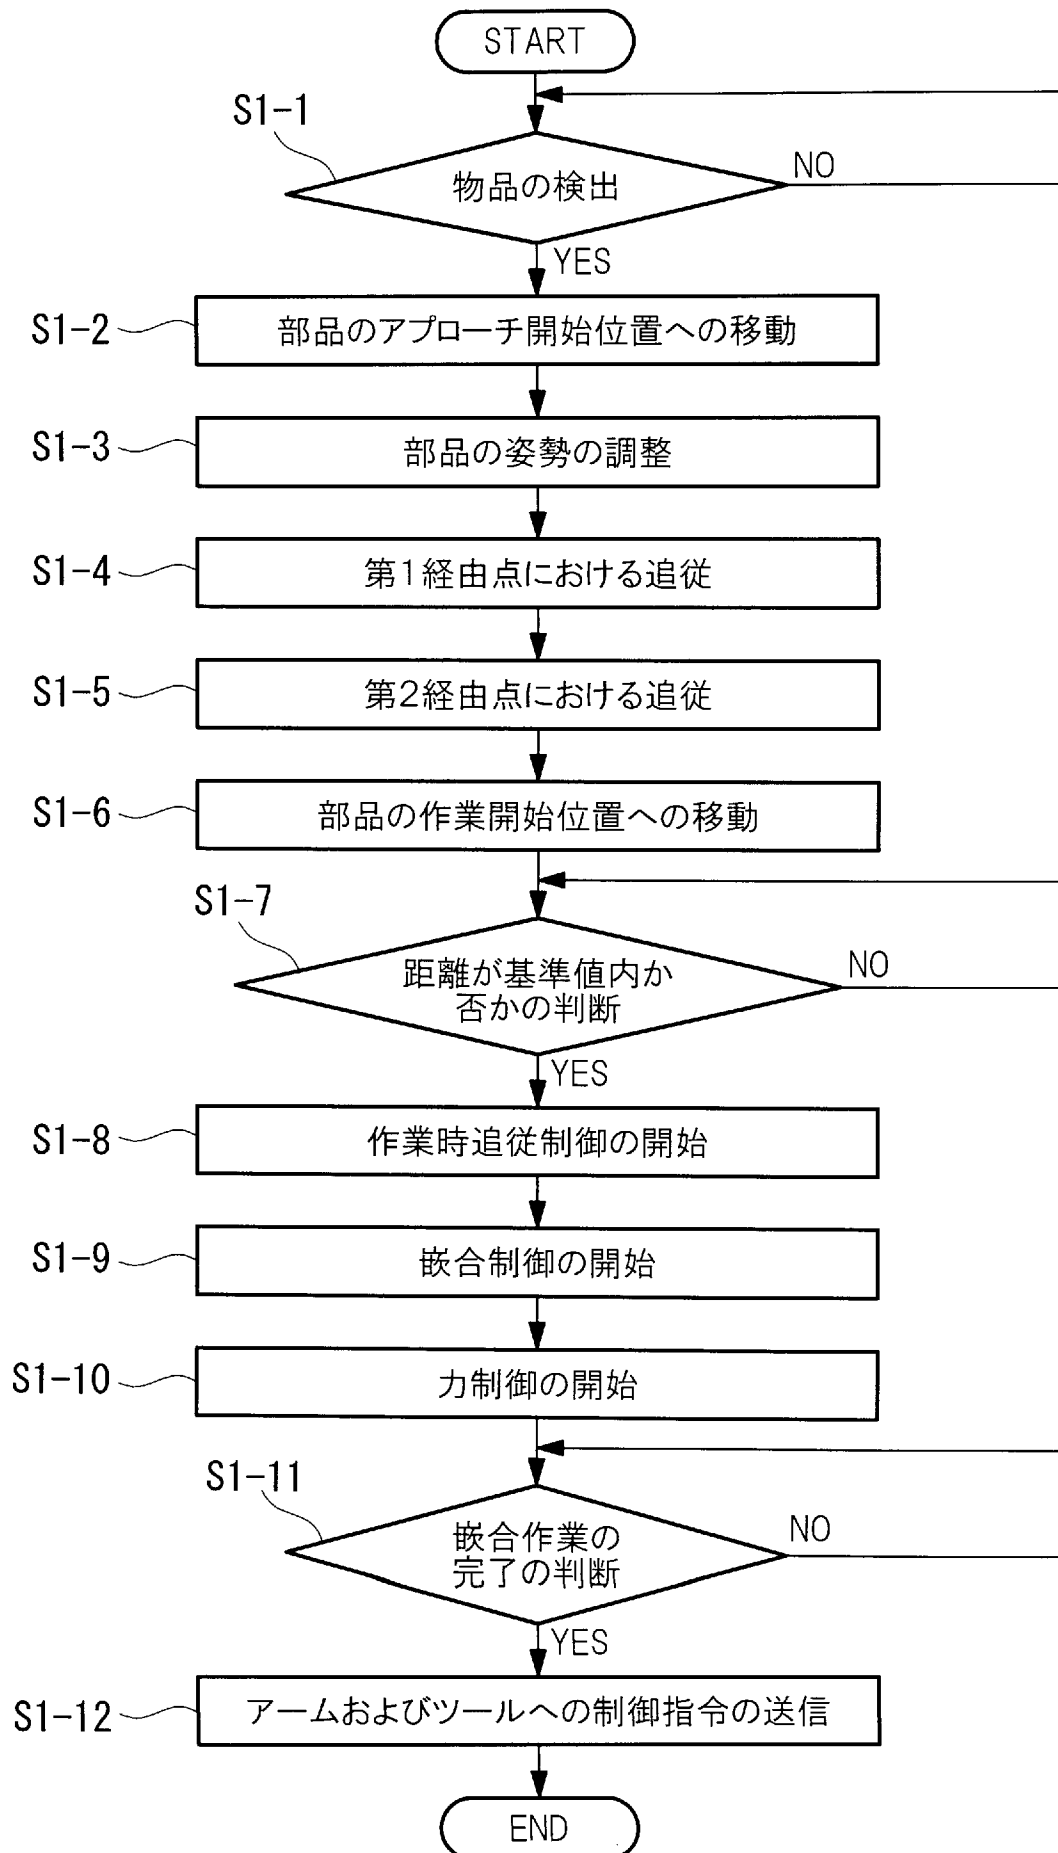 START
S1-1
物品の検出
NO
YES
S1-2
部品のアプローチ開始位置への移動
S1-3
部品の姿勢の調整
S1-4
第1経由点における追従
S1-5
第2経由点における追従
S1-6
部品の作業開始位置への移動
S1-7
距離が基準値内か
否かの判断
NO
YES
S1-8
作業時追従制御の開始
S1-9
嵌合制御の開始
S1-10
力制御の開始
S1-11
嵌合作業の
完了の判断
NO
YES
S1-12
アームおよびツールへの制御指令の送信
END